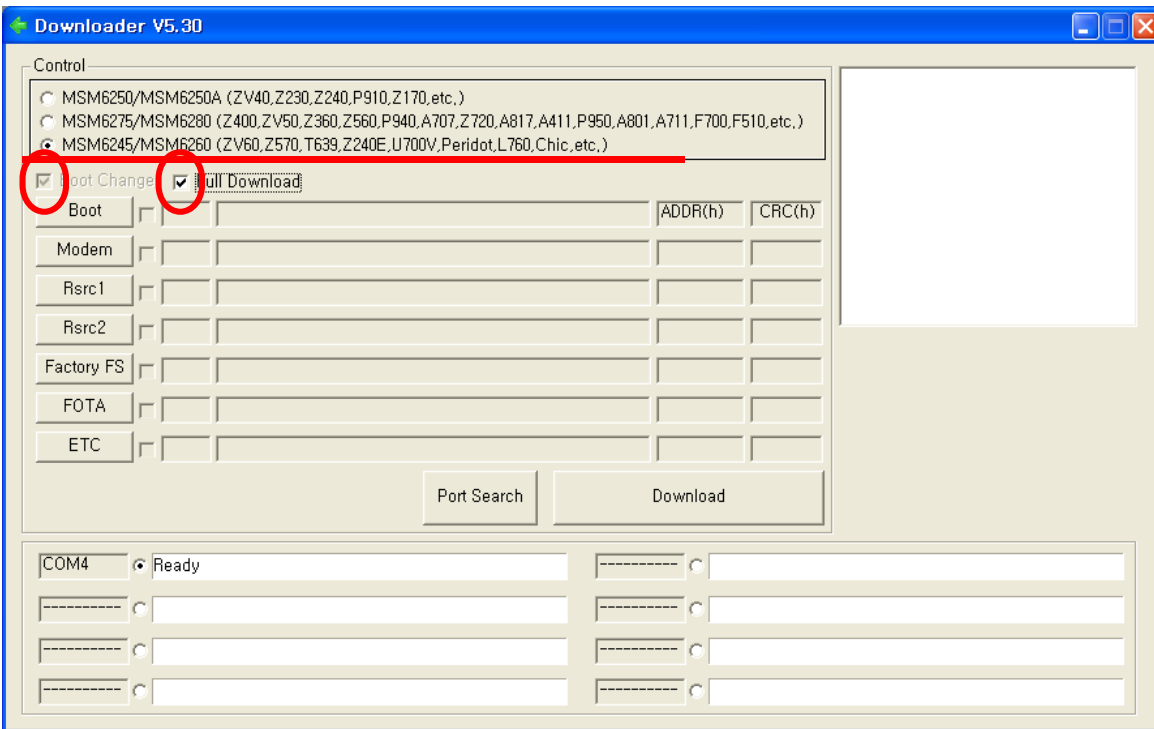 Downloader V5.30
Control
MSM6250/MSM6250A (ZV40,Z230,Z240,P910,Z170,etc,)
MSM6275/MSM6280 (Z400,ZV50,Z360,Z560,P940,A707,Z720,A817,A411,P950,A801,A711,F700,F510,etc,)
MSM6245/MSM6260 (ZV60,Z570,T639,Z240E,U700V,Peridot,L760,Chic,etc,)
Boot Change Full Download
Boot ADDR(h) CRC(h)
Modem
Rsrc1
Rsrc2
Factory FS
FOTA
ETC
Port Search Download
COM4 Ready ----------
---------- ----------
---------- ----------
---------- ----------